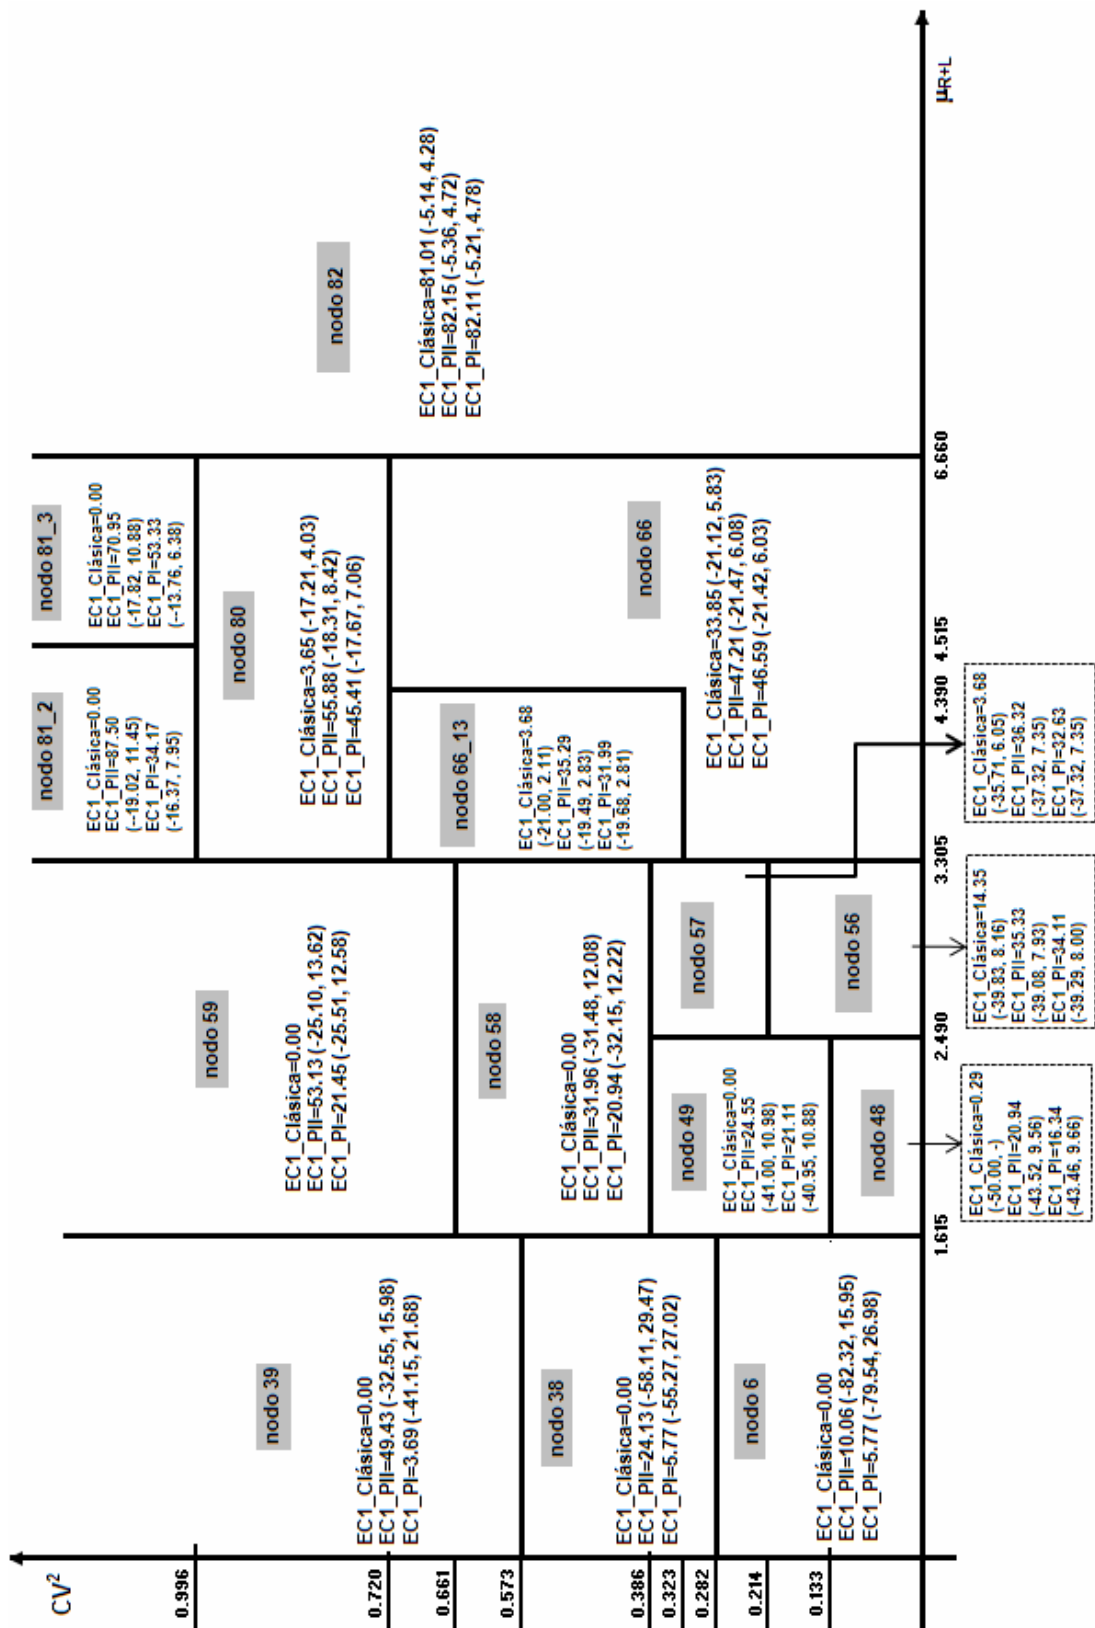 CV²
0.996
0.720
0.661
0.573
0.386
0.323
0.282
0.214
0.133
nodo 39
EC1_Clásica=0.00
EC1_PII=49.43 (-32.55, 15.98)
EC1_PI=3.69 (-41.15, 21.68)
nodo 38
EC1_Clásica=0.00
EC1_PII=24.13 (-58.11, 29.47)
EC1_PI=5.77 (-55.27, 27.02)
nodo 6
EC1_Clásica=0.00
EC1_PII=10.06 (-82.32, 15.95)
EC1_PI=5.77 (-79.54, 26.98)
nodo 59
EC1_Clásica=0.00
EC1_PII=53.13 (-25.10, 13.62)
EC1_PI=21.45 (-25.51, 12.58)
nodo 58
EC1_Clásica=0.00
EC1_PII=31.96 (-31.48, 12.08)
EC1_PI=20.94 (-32.15, 12.22)
nodo 49
EC1_Clásica=0.00
EC1_PII=24.55
(-41.00, 10.98)
EC1_PI=21.11
(-40.95, 10.88)
nodo 48
nodo 57
nodo 56
nodo 81_2
EC1_Clásica=0.00
EC1_PII=87.50
(-19.02, 11.45)
EC1_PI=34.17
(-16.37, 7.95)
nodo 81_3
EC1_Clásica=0.00
EC1_PII=70.95
(-17.82, 10.88)
EC1_PI=53.33
(-13.76, 6.38)
nodo 80
EC1_Clásica=3.65 (-17.21, 4.03)
EC1_PII=55.88 (-18.31, 8.42)
EC1_PI=45.41 (-17.67, 7.06)
nodo 66_13
EC1_Clásica=3.68
(-21.00, 2.11)
EC1_PII=35.29
(-19.49, 2.83)
EC1_PI=31.99
(-19.68, 2.81)
nodo 66
EC1_Clásica=33.85 (-21.12, 5.83)
EC1_PII=47.21 (-21.47, 6.08)
EC1_PI=46.59 (-21.42, 6.03)
nodo 82
EC1_Clásica=81.01 (-5.14, 4.28)
EC1_PII=82.15 (-5.36, 4.72)
EC1_PI=82.11 (-5.21, 4.78)
1.615
2.490
3.305
4.390
4.515
6.660
μR+L
EC1_Clásica=0.29
(-50.00, -)
EC1_PII=20.94
(-43.52, 9.56)
EC1_PI=16.34
(-43.46, 9.66)
EC1_Clásica=14.35
(-39.83, 8.16)
EC1_PII=35.33
(-39.08, 7.93)
EC1_PI=34.11
(-39.29, 8.00)
EC1_Clásica=3.68
(-35.71, 6.05)
EC1_PII=36.32
(-37.32, 7.35)
EC1_PI=32.63
(-37.32, 7.35)